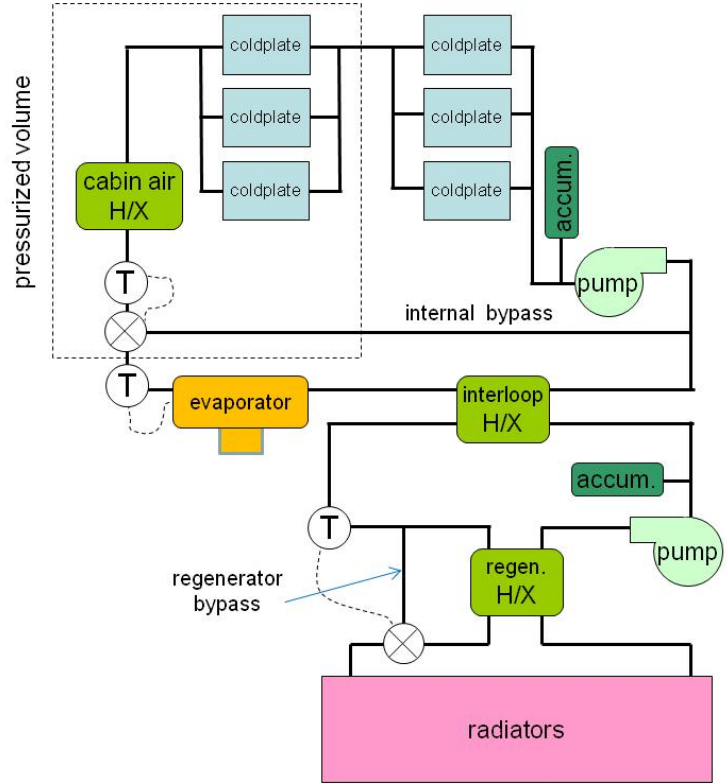 pressurized volume
coldplate
coldplate
coldplate
coldplate
coldplate
coldplate
cabin air
H/X
accum.
T
pump
internal bypass
T
evaporator
interloop
H/X
accum.
T
pump
regenerator
bypass
regen.
H/X
radiators